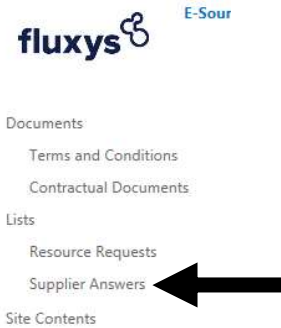 E-Sour
fluxys
Documents
Terms and Conditions
Contractual Documents
Lists
Resource Requests
Supplier Answers
Site Contents